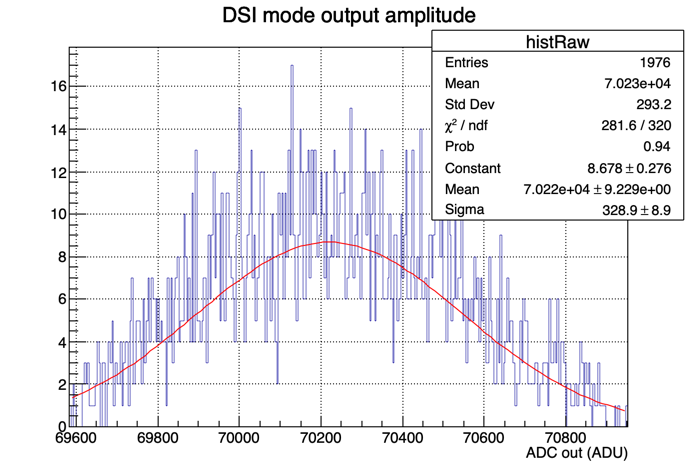 DSI mode output amplitude
histRaw
Entries 1976
Mean 7.023e+04
Std Dev 293.2
χ² / ndf 281.6 / 320
Prob 0.94
Constant 8.678 ± 0.276
Mean 7.022e+04 ± 9.229e+00
Sigma 328.9 ± 8.9
16
14
12
10
8
6
4
2
0
69600 69800 70000 70200 70400 70600 70800
ADC out (ADU)